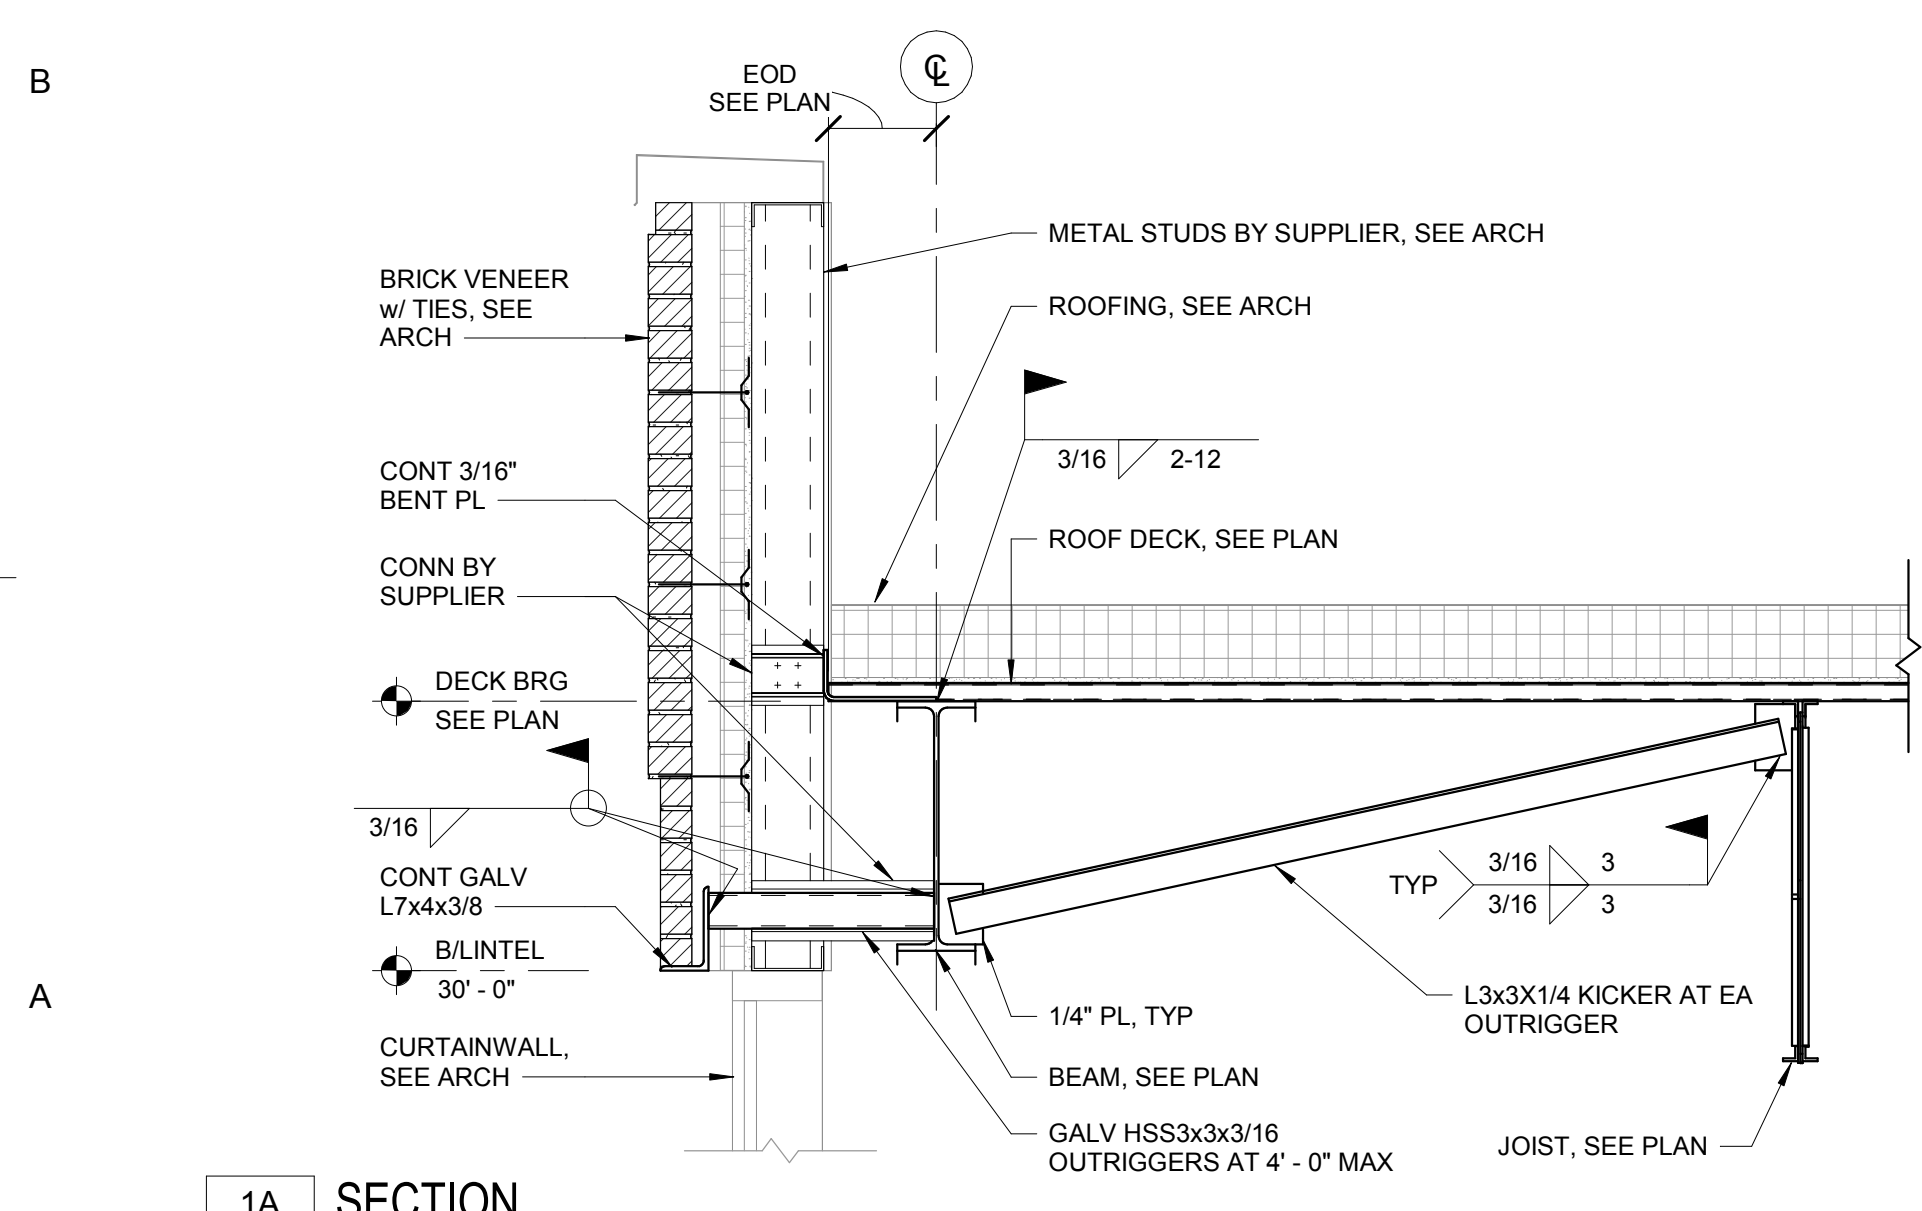 B
EOD
SEE PLAN
CL
METAL STUDS BY SUPPLIER, SEE ARCH
BRICK VENEER
w/ TIES, SEE
ARCH
ROOFING, SEE ARCH
3/16 2-12
CONT 3/16"
BENT PL
ROOF DECK, SEE PLAN
CONN BY
SUPPLIER
DECK BRG
SEE PLAN
3/16
CONT GALV
L7x4x3/8
TYP
3/16 3
3/16 3
B/LINTEL
30' - 0"
A
L3x3X1/4 KICKER AT EA
OUTRIGGER
1/4" PL, TYP
CURTAINWALL,
SEE ARCH
BEAM, SEE PLAN
GALV HSS3x3x3/16
OUTRIGGERS AT 4' - 0" MAX
JOIST, SEE PLAN
1A SECTION